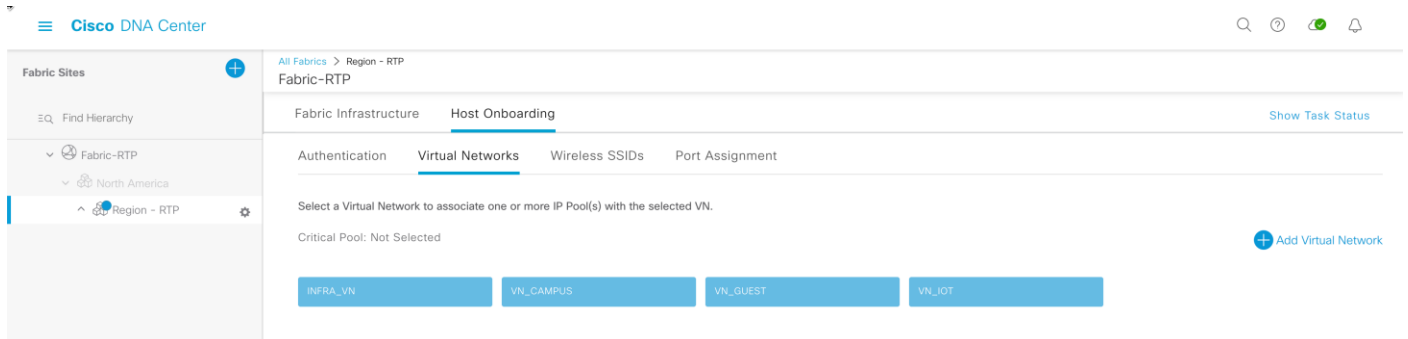 Cisco DNA Center
Fabric Sites
Find Hierarchy
Fabric-RTP
North America
Region - RTP
All Fabrics > Region - RTP
Fabric-RTP
Fabric Infrastructure Host Onboarding Show Task Status
Authentication Virtual Networks Wireless SSIDs Port Assignment
Select a Virtual Network to associate one or more IP Pool(s) with the selected VN.
Critical Pool: Not Selected
Add Virtual Network
INFRA_VN VN_CAMPUS VN_GUEST VN_IOT